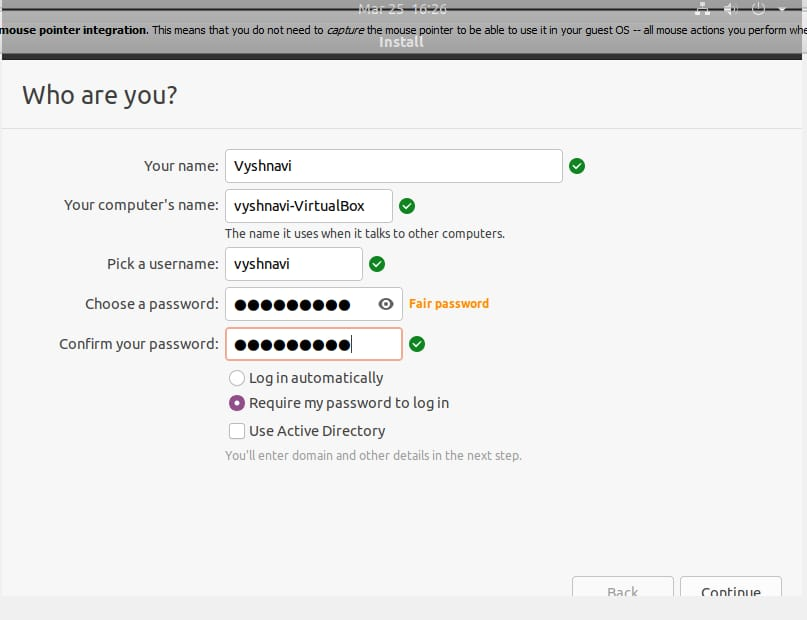 Mar 25 16:26
mouse pointer integration. This means that you do not need to capture the mouse pointer to be able to use it in your guest OS -- all mouse actions you perform whe
Install
Who are you?
Your name: Vyshnavi
Your computer's name: vyshnavi-VirtualBox
The name it uses when it talks to other computers.
Pick a username: vyshnavi
Choose a password: ●●●●●●●●● Fair password
Confirm your password: ●●●●●●●●●
Log in automatically
Require my password to log in
Use Active Directory
You'll enter domain and other details in the next step.
Back Continue